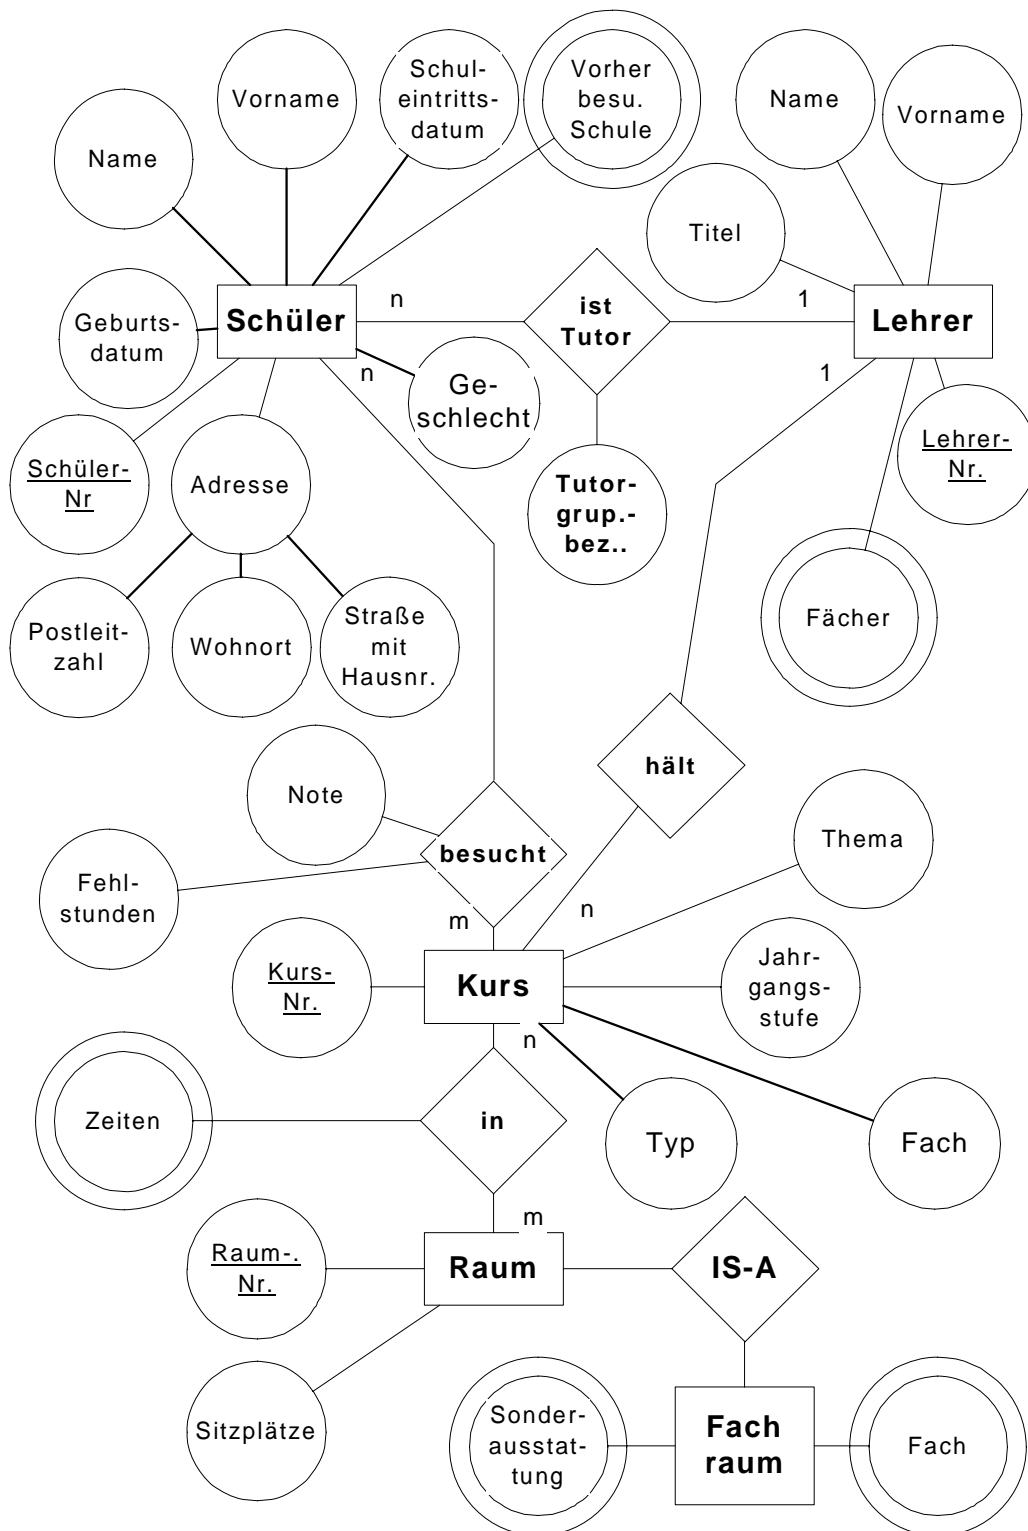 Vorname
Schul-
eintritts-
datum
Vorher
besu.
Schule
Name
Vorname
Name
Titel
Geburts-
datum
Schüler
n
ist
Tutor
1
Lehrer
n
Ge-
schlecht
1
Schüler-
Nr
Adresse
Tutor-
grup.-
bez..
Lehrer-
Nr.
Postleit-
zahl
Wohnort
Straße
mit
Hausnr.
Fächer
hält
Note
besucht
Thema
Fehl-
stunden
m
n
Kurs-
Nr.
Kurs
Jahr-
gangs-
stufe
n
Zeiten
in
Typ
Fach
m
Raum-.
Nr.
Raum
IS-A
Sitzplätze
Sonder-
ausstat-
tung
Fach
raum
Fach